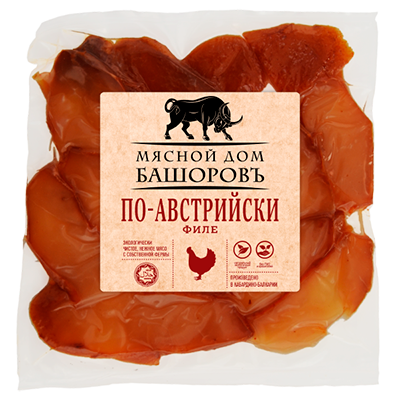 МЯСНОЙ ДОМ
БАШОРОВЪ
ПО-АВСТРИЙСКИ
ФИЛЕ
ЭКОЛОГИЧЕСКИ
ЧИСТОЕ, НЕЖНОЕ МЯСО
С СОБСТВЕННОЙ ФЕРМЫ
ПРОИЗВЕДЕНО
В КАБАРДИНО-БАЛКАРИИ